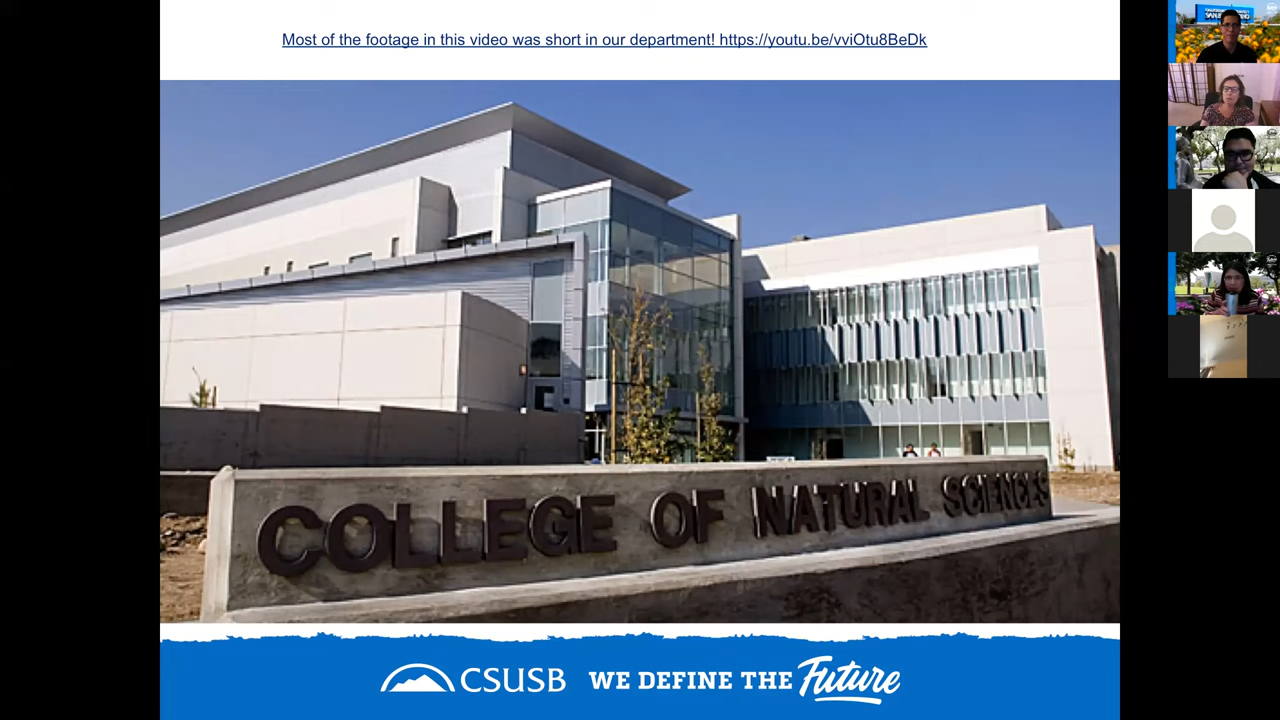 Most of the footage in this video was short in our department! https://youtu.be/vviOtu8BeDk
COLLEGE OF NATURAL SCIENCES
CSUSB WE DEFINE THE Future